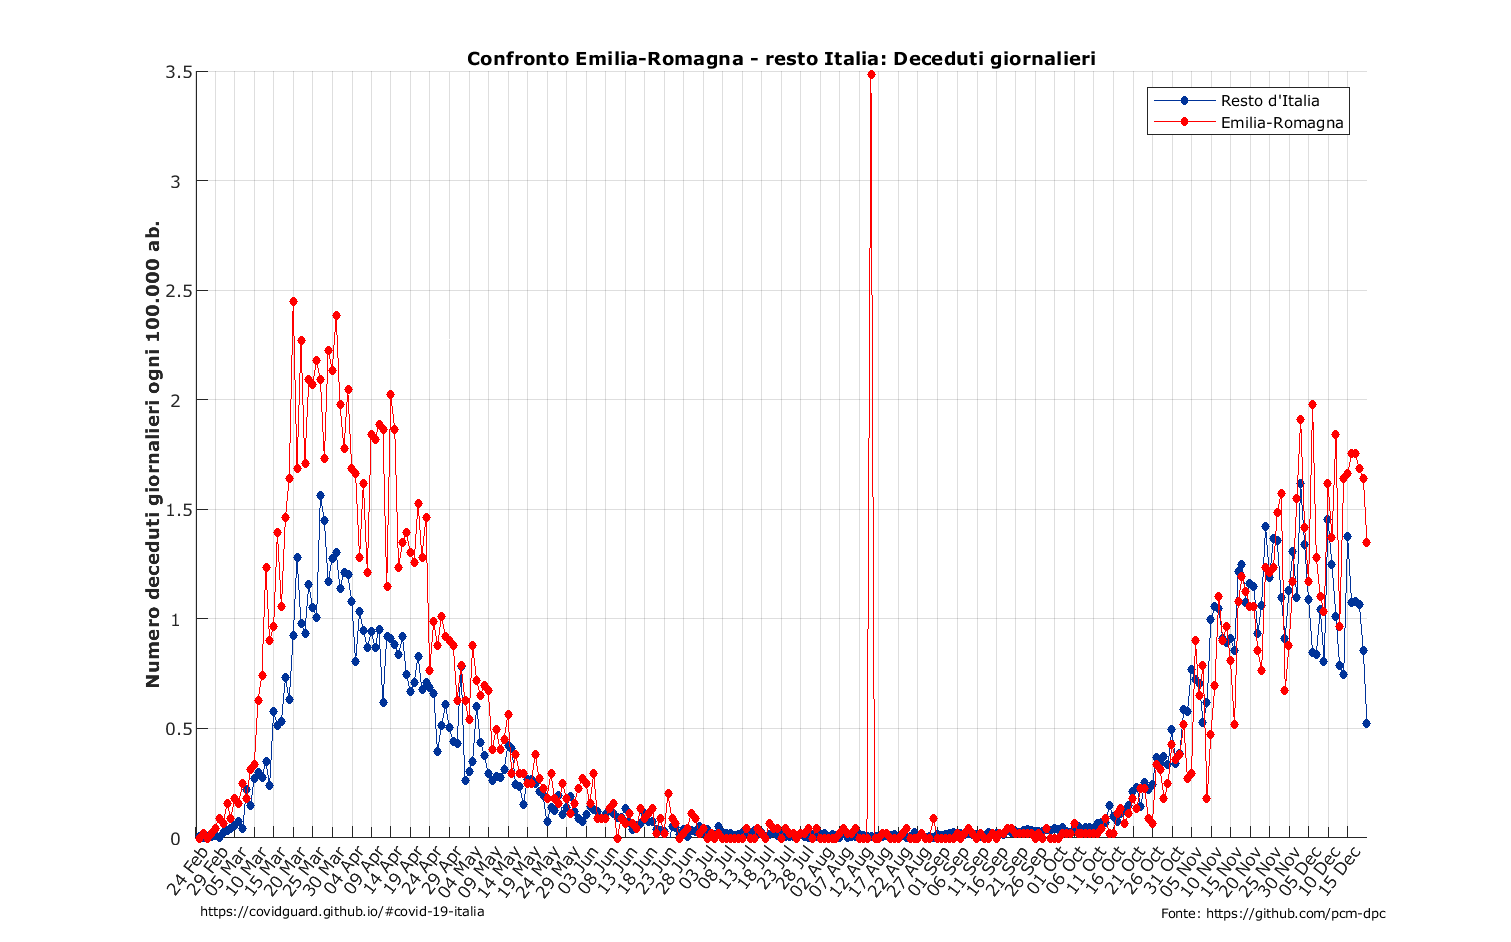 Confronto Emilia-Romagna - resto Italia: Deceduti giornalieri
Resto d'Italia
Emilia-Romagna
Numero deceduti giornalieri ogni 100.000 ab.
3.5
3
2.5
2
1.5
1
0.5
0
24 Feb
29 Feb
05 Mar
10 Mar
15 Mar
20 Mar
25 Mar
30 Mar
04 Apr
09 Apr
14 Apr
19 Apr
24 Apr
29 Apr
04 May
09 May
14 May
19 May
24 May
29 May
03 Jun
08 Jun
13 Jun
18 Jun
23 Jun
28 Jun
03 Jul
08 Jul
13 Jul
18 Jul
23 Jul
28 Jul
02 Aug
07 Aug
12 Aug
17 Aug
22 Aug
27 Aug
01 Sep
06 Sep
11 Sep
16 Sep
21 Sep
26 Sep
01 Oct
06 Oct
11 Oct
16 Oct
21 Oct
26 Oct
31 Oct
05 Nov
10 Nov
15 Nov
20 Nov
25 Nov
30 Nov
05 Dec
10 Dec
15 Dec
https://covidguard.github.io/#covid-19-italia
Fonte: https://github.com/pcm-dpc